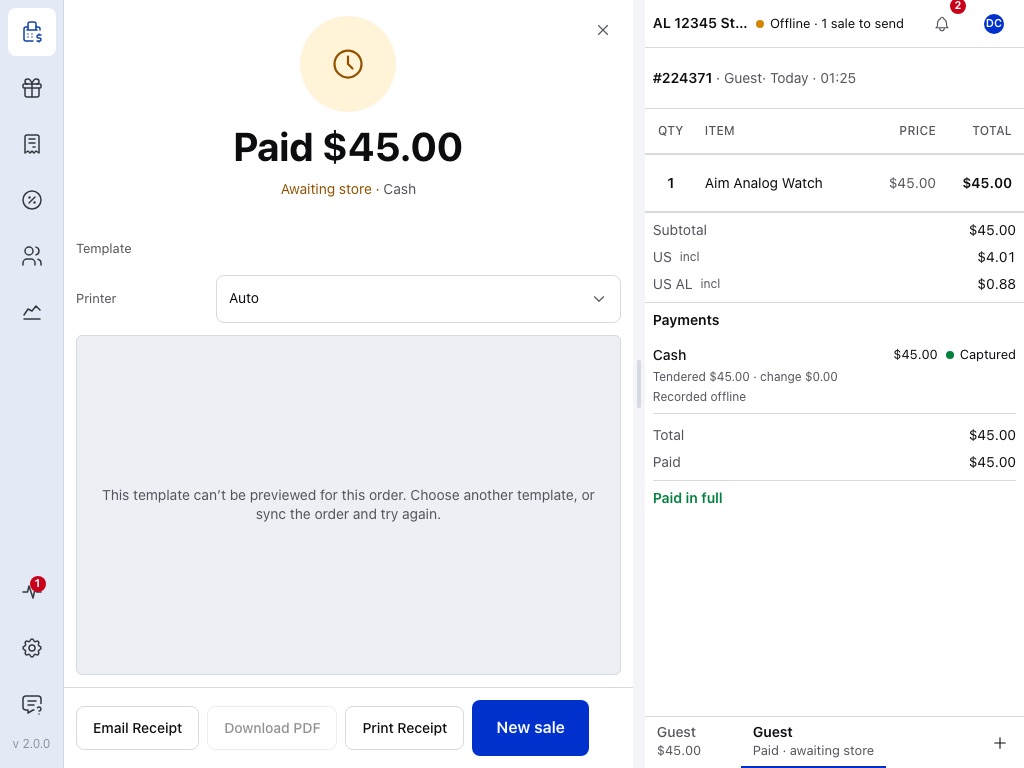 Paid $45.00
Awaiting store · Cash
Template
Printer
Auto
This template can’t be previewed for this order. Choose another template, or
sync the order and try again.
Email Receipt
Download PDF
Print Receipt
New sale
1
v 2.0.0
AL 12345 St...
Offline · 1 sale to send
2
DC
#224371 · Guest· Today · 01:25
QTY ITEM PRICE TOTAL
1 Aim Analog Watch $45.00 $45.00
Subtotal $45.00
US incl $4.01
US AL incl $0.88
Payments
Cash $45.00 Captured
Tendered $45.00 · change $0.00
Recorded offline
Total $45.00
Paid $45.00
Paid in full
Guest
$45.00
Guest
Paid · awaiting store